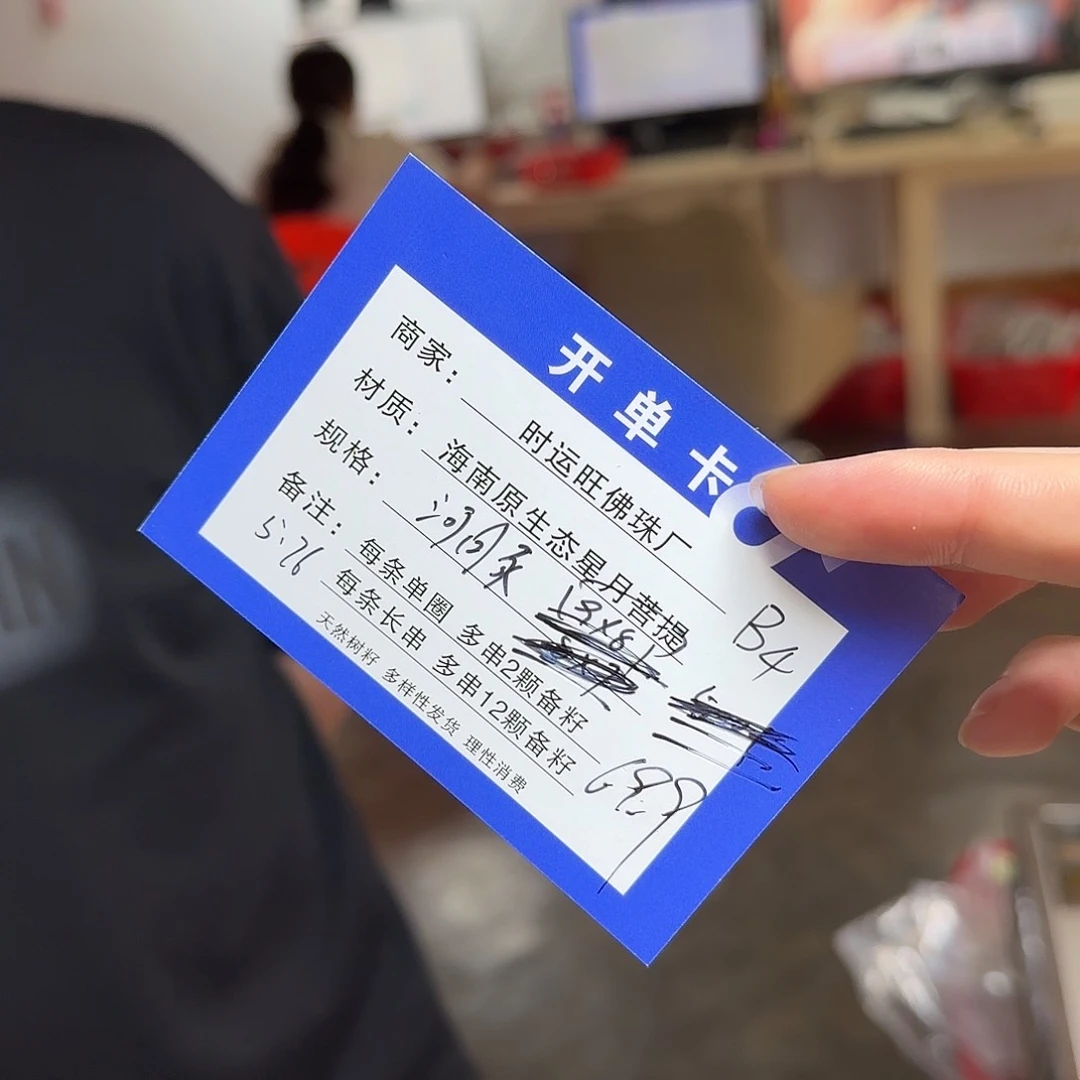 开单卡
商家： 时运旺佛珠厂
材质： 海南原生态星月菩提
规格：
B4
备注： 每条单圈 多串2颗备籽
每条长串 多串12颗备籽
5.26
天然树籽 多样性发货 理性消费